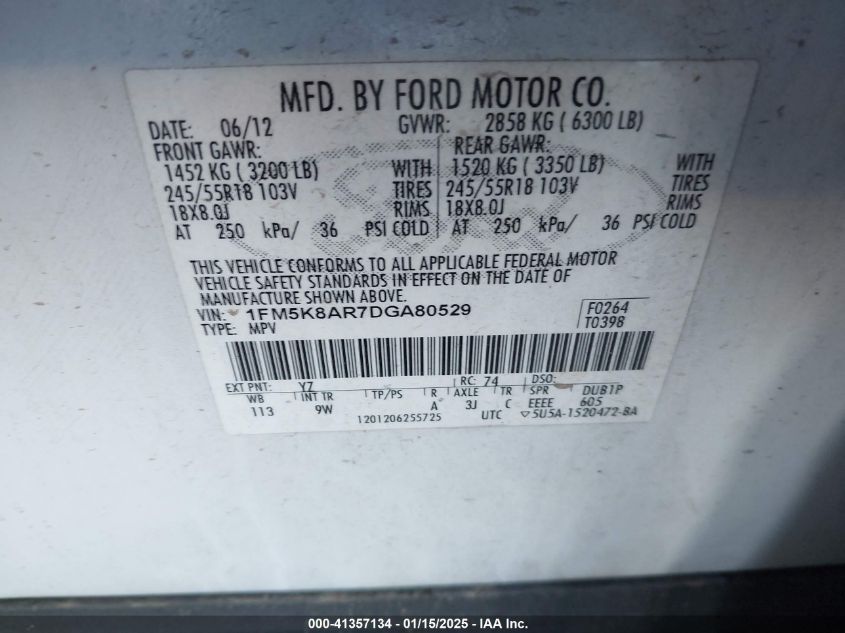 MFD. BY FORD MOTOR CO.
DATE: 06/12 GVWR: 2858 KG ( 6300 LB)
FRONT GAWR: REAR GAWR:
1452 KG ( 3200 LB) WITH 1520 KG ( 3350 LB) WITH
245/55R18 103V TIRES 245/55R18 103V TIRES
18X8.0J RIMS 18X8.0J RIMS
AT 250 kPa/ 36 PSI COLD AT 250 kPa/ 36 PSI COLD
THIS VEHICLE CONFORMS TO ALL APPLICABLE FEDERAL MOTOR
VEHICLE SAFETY STANDARDS IN EFFECT ON THE DATE OF
MANUFACTURE SHOWN ABOVE.
VIN: 1FM5K8AR7DGA80529 F0264
TYPE: MPV T0398
EXT PNT: YZ RC: 74 DSO:
WB INT TR TP/PS R AXLE TR SPR DUB1P
113 9W A 3J C EEEE 605
1201206255725 UTC ▽5U5A-1520472-BA
000-41357134 - 01/15/2025 - IAA Inc.